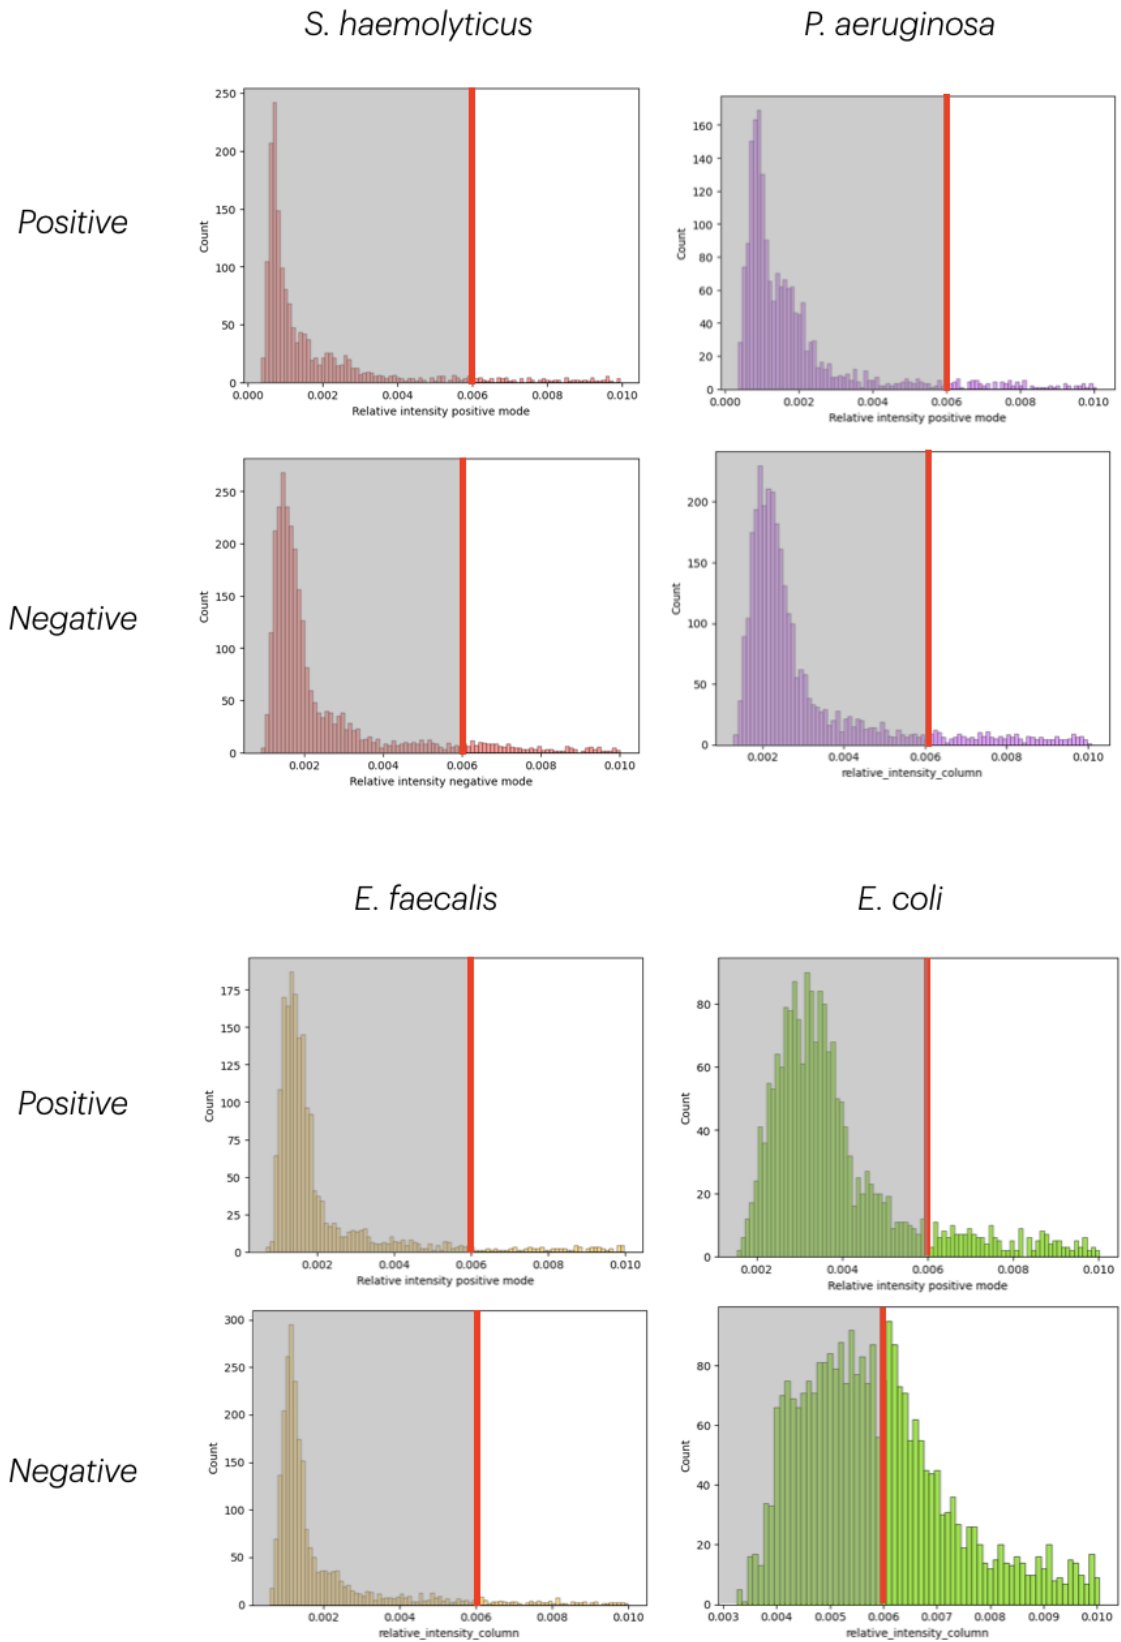 S. haemolyticus
P. aeruginosa
Positive
250
200
150
100
50
0
Count
0.000 0.002 0.004 0.006 0.008 0.010
Relative intensity positive mode
160
140
120
100
80
60
40
20
0
Count
0.000 0.002 0.004 0.006 0.008 0.010
Relative intensity positive mode
Negative
250
200
150
100
50
0
Count
0.002 0.004 0.006 0.008 0.010
Relative intensity negative mode
200
150
100
50
0
Count
0.002 0.004 0.006 0.008 0.010
relative_intensity_column
E. faecalis
E. coli
Positive
175
150
125
100
75
50
25
0
Count
0.002 0.004 0.006 0.008 0.010
Relative intensity positive mode
80
60
40
20
0
Count
0.002 0.004 0.006 0.008 0.010
Relative intensity positive mode
Negative
300
250
200
150
100
50
0
Count
0.002 0.004 0.006 0.008 0.010
relative_intensity_column
80
60
40
20
0
Count
0.003 0.004 0.005 0.006 0.007 0.008 0.009 0.010
relative_intensity_column